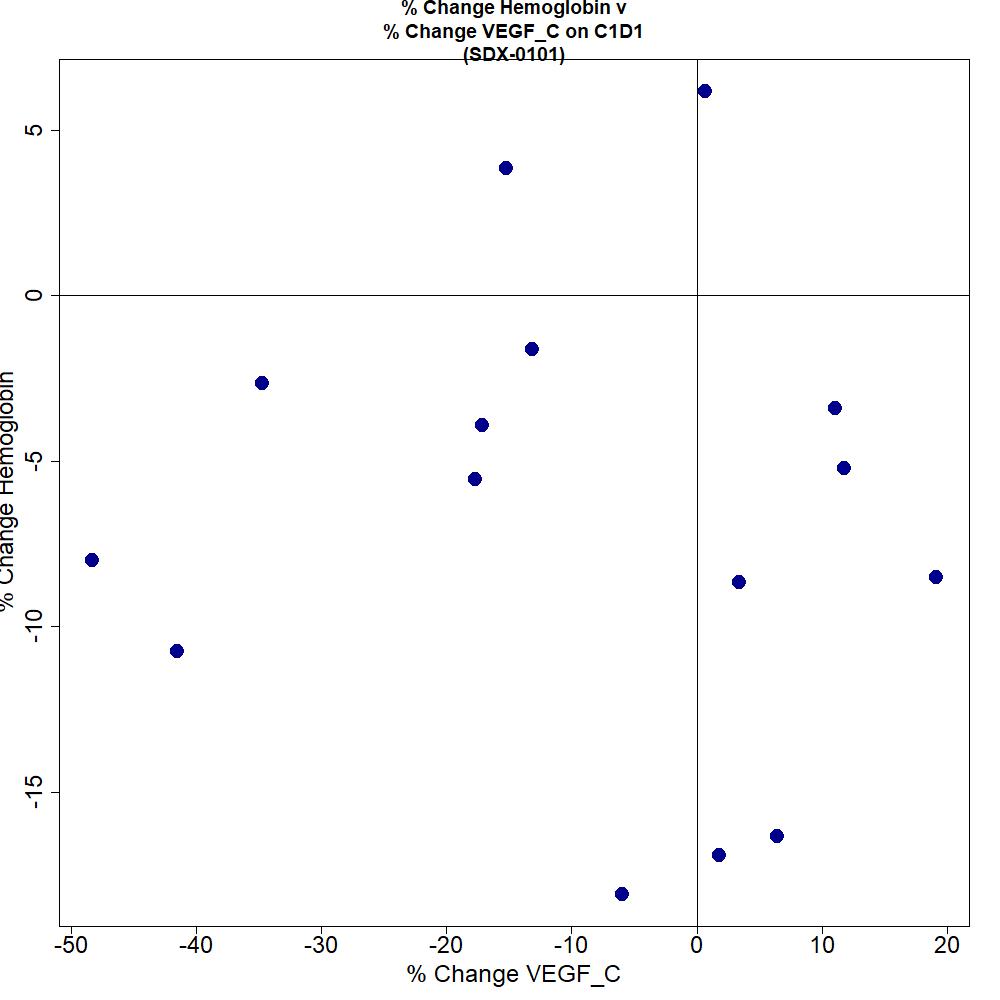 % Change Hemoglobin v
% Change VEGF_C on C1D1
(SDX-0101)
5
0
-5
-10
-15
% Change Hemoglobin
-50 -40 -30 -20 -10 0 10 20
% Change VEGF_C